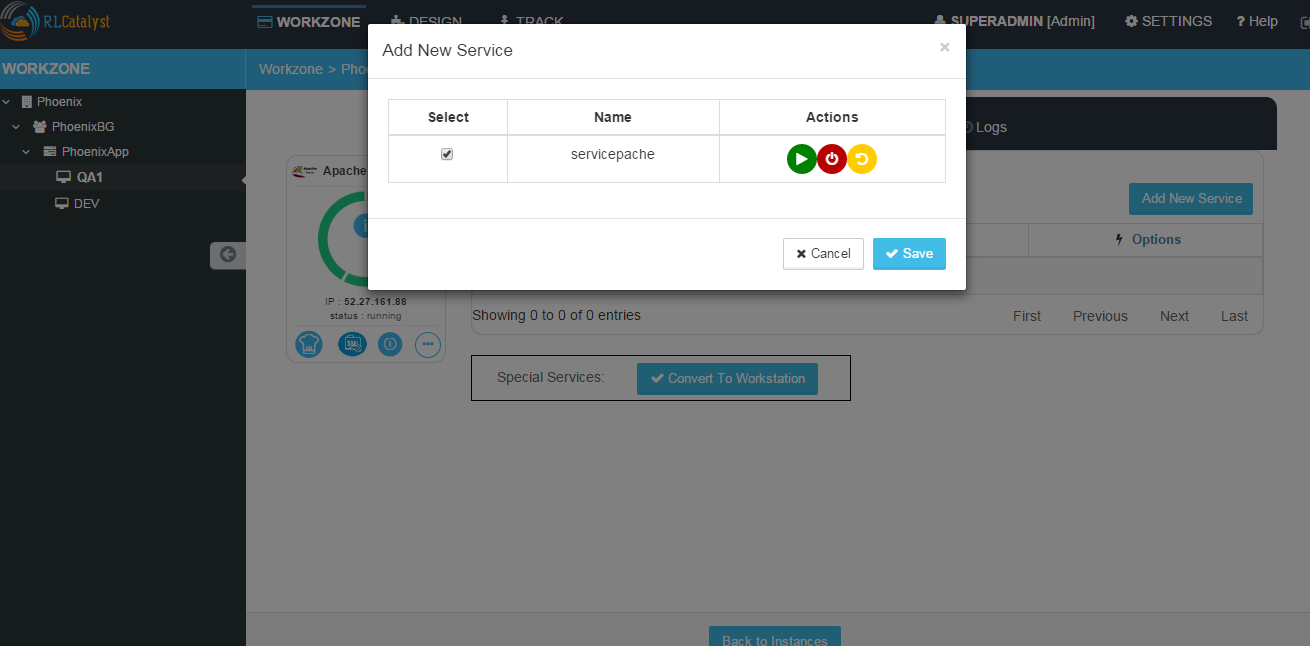 RLCatalyst
WORKZONE
DESIGN
TRACK
SUPERADMIN [Admin]
SETTINGS
? Help
WORKZONE
Workzone > Pho
Phoenix
PhoenixBG
PhoenixApp
QA1
DEV
Add New Service
×
Select Name Actions
servicepache
Cancel
Save
Logs
Apache
IP : 52.27.161.88
status : running
Add New Service
Options
Showing 0 to 0 of 0 entries
First Previous Next Last
Special Services:
Convert To Workstation
Back to Instances